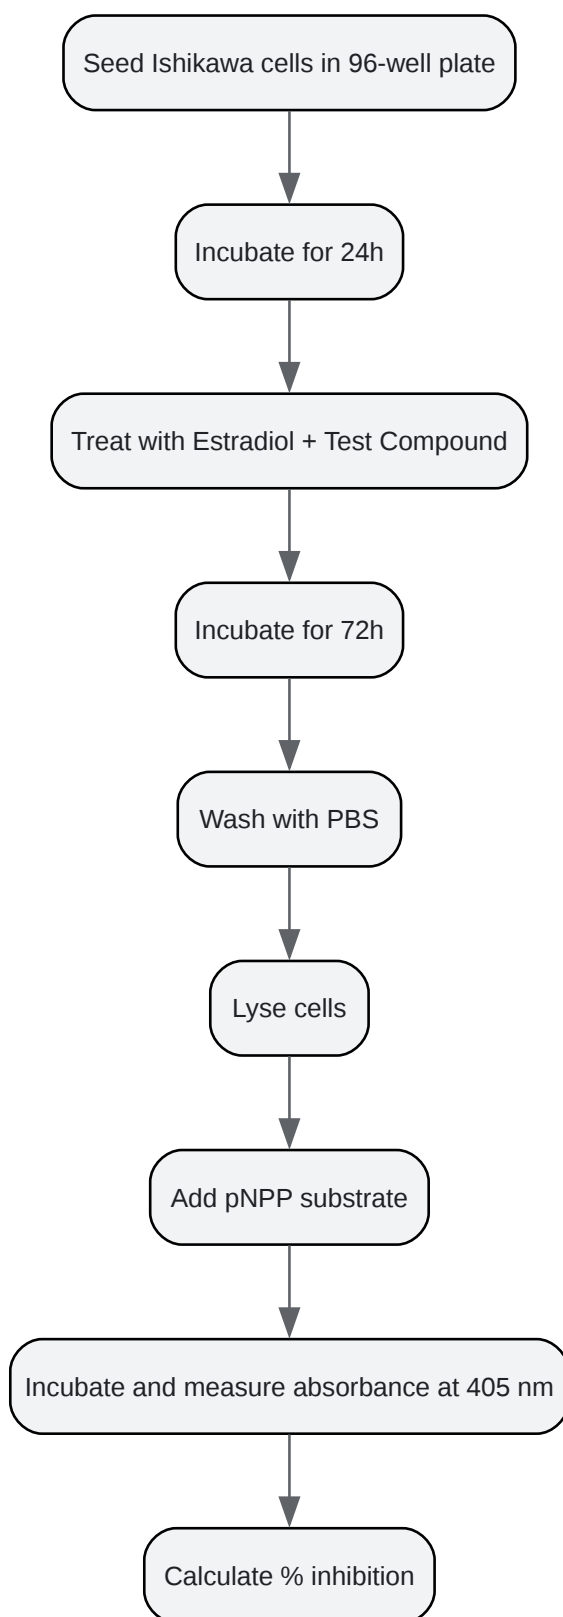 Seed Ishikawa cells in 96-well plate
Incubate for 24h
Treat with Estradiol + Test Compound
Incubate for 72h
Wash with PBS
Lyse cells
Add pNPP substrate
Incubate and measure absorbance at 405 nm
Calculate % inhibition